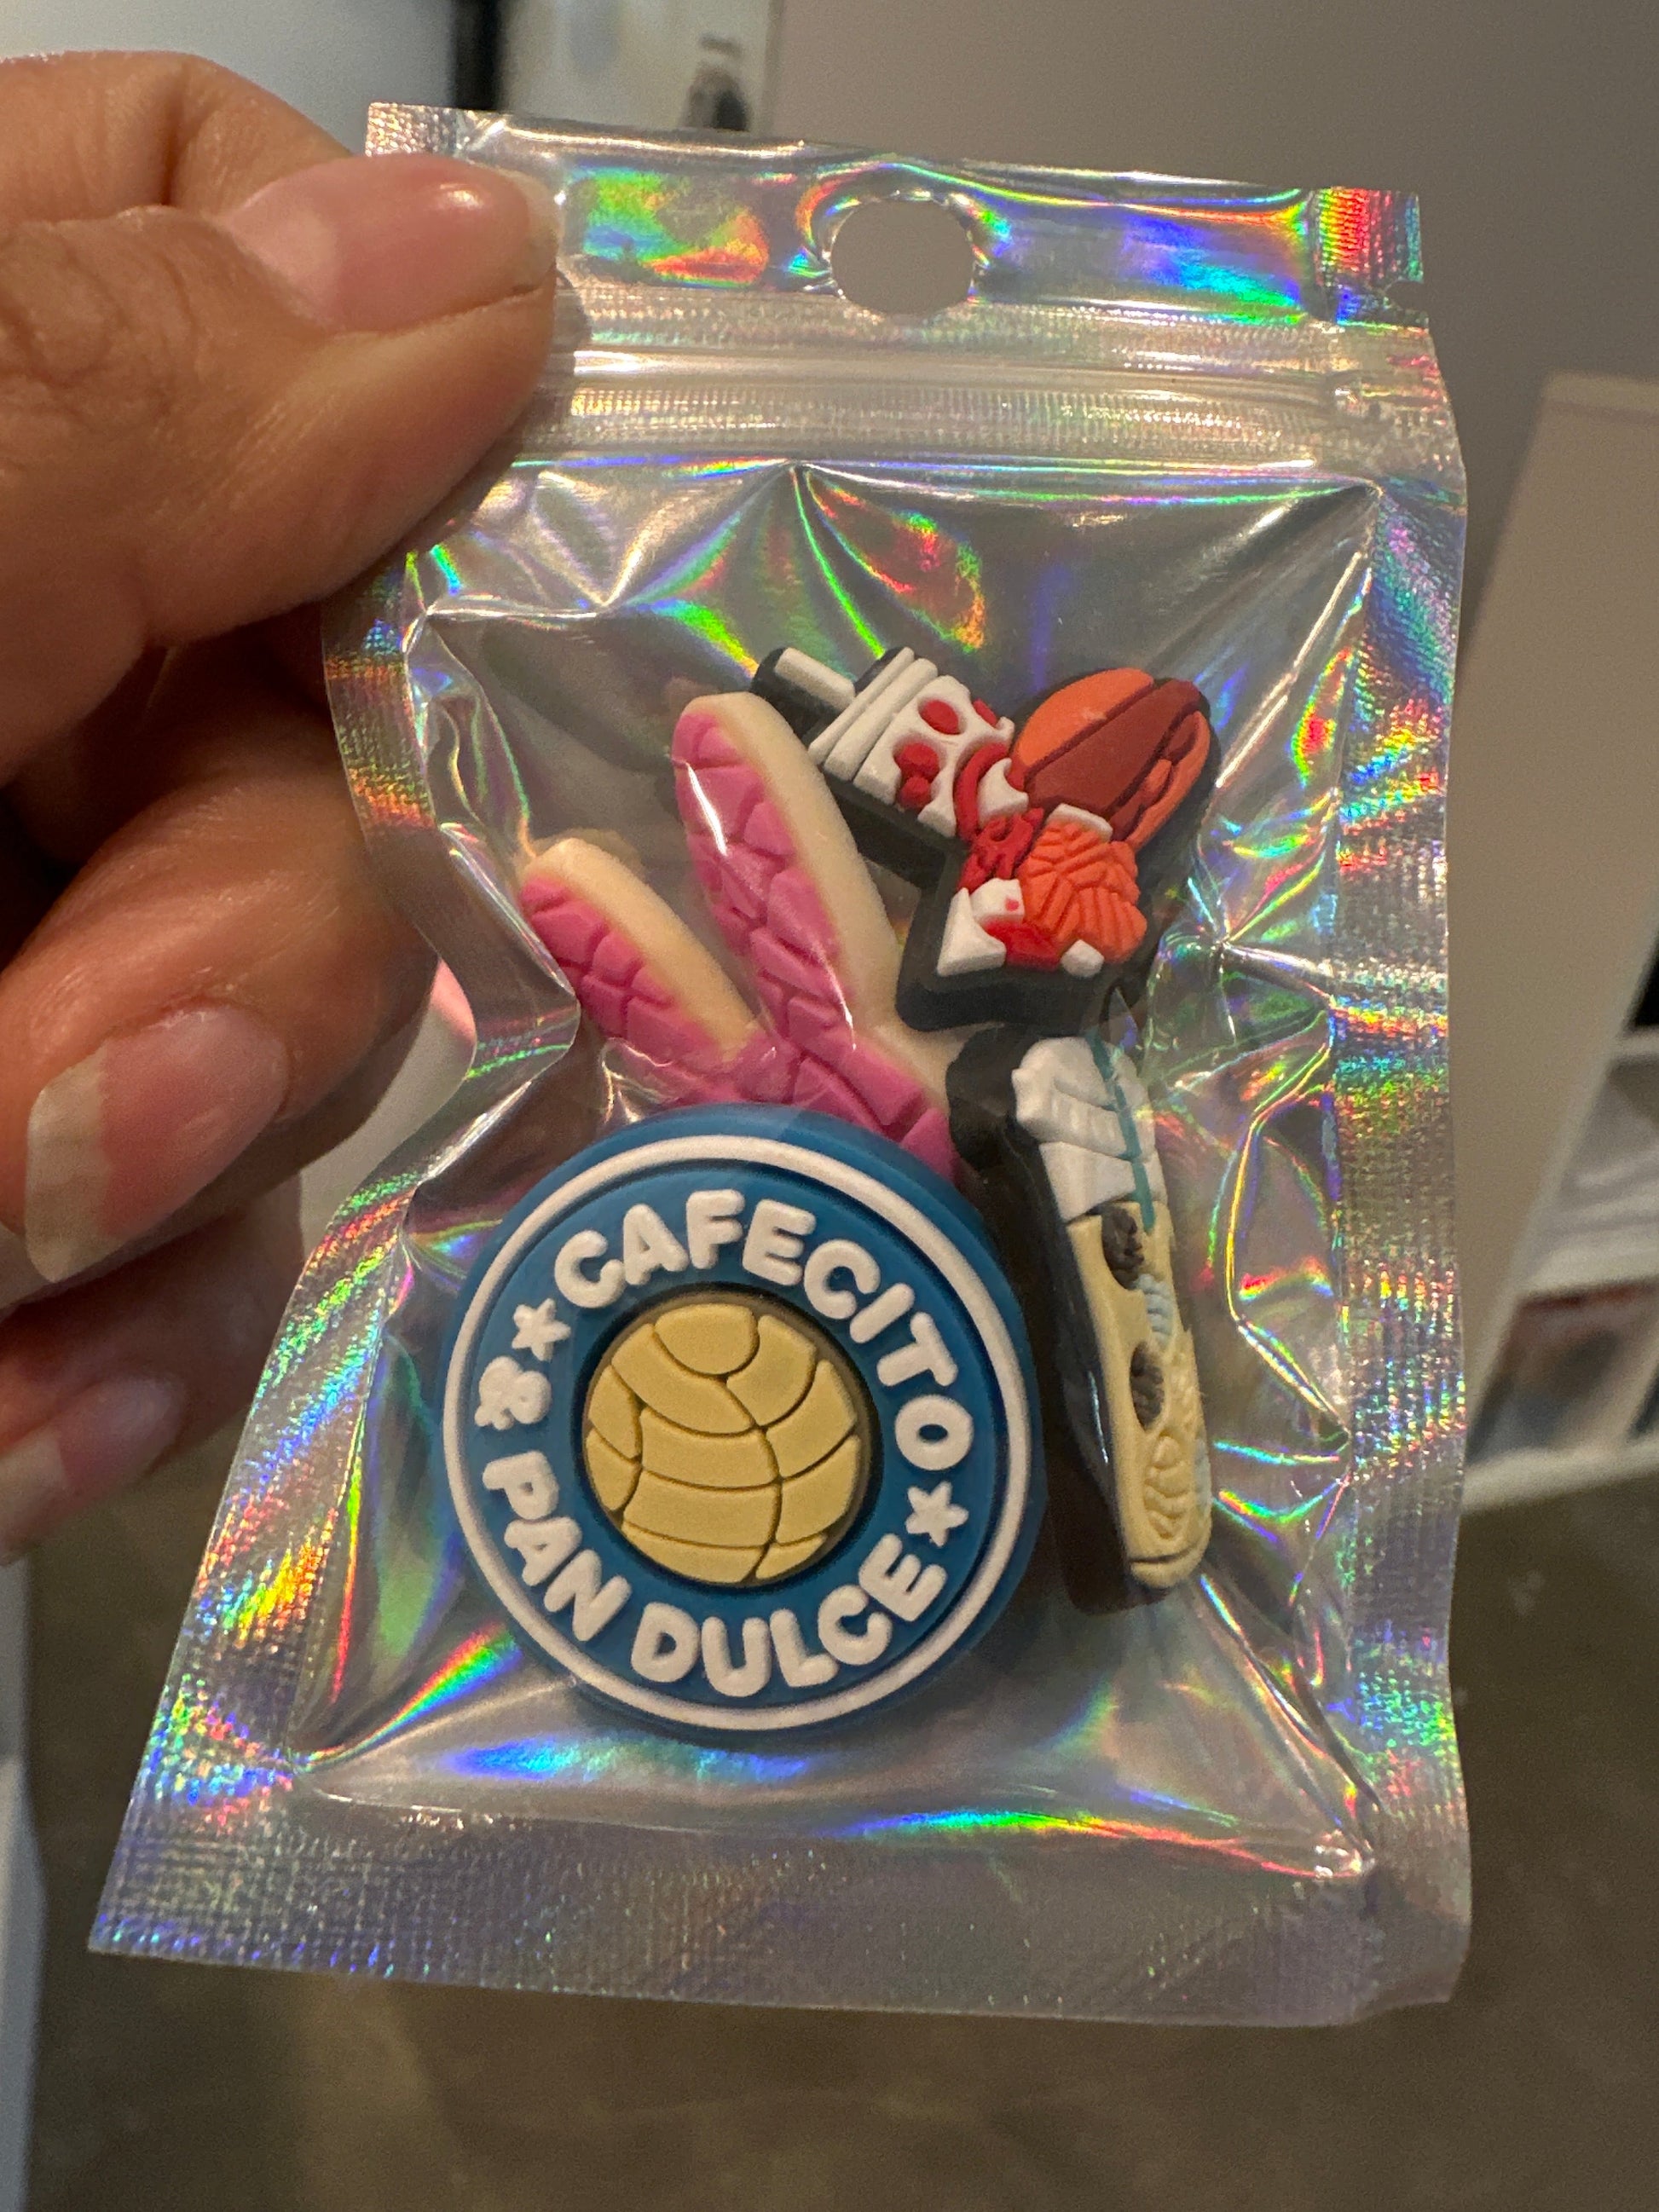 ★ CAFECITO ★
& PAN DULCE